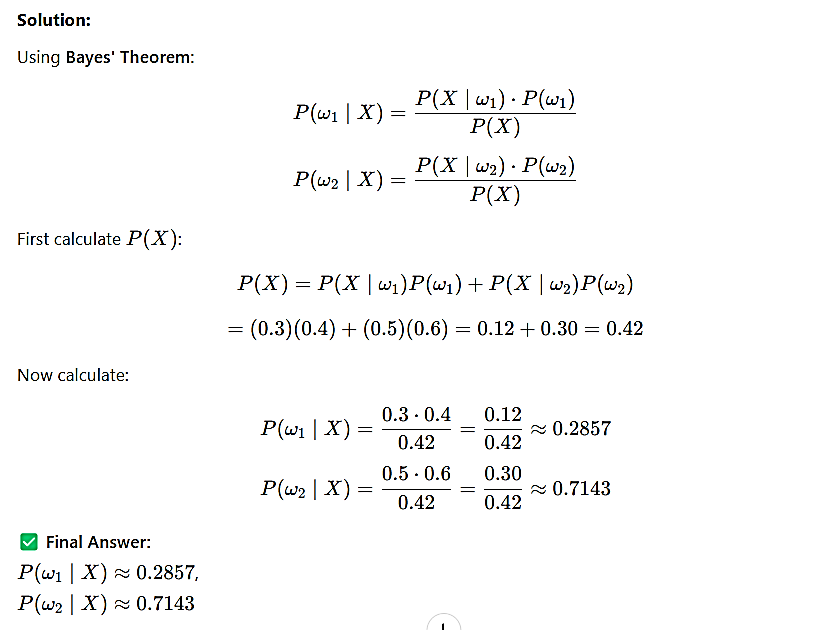 Solution:
Using Bayes' Theorem:
P(ω₁ | X) = P(X | ω₁) · P(ω₁) / P(X)
P(ω₂ | X) = P(X | ω₂) · P(ω₂) / P(X)
First calculate P(X):
P(X) = P(X | ω₁)P(ω₁) + P(X | ω₂)P(ω₂)
= (0.3)(0.4) + (0.5)(0.6) = 0.12 + 0.30 = 0.42
Now calculate:
P(ω₁ | X) = 0.3 · 0.4 / 0.42 = 0.12 / 0.42 ≈ 0.2857
P(ω₂ | X) = 0.5 · 0.6 / 0.42 = 0.30 / 0.42 ≈ 0.7143
✅ Final Answer:
P(ω₁ | X) ≈ 0.2857,
P(ω₂ | X) ≈ 0.7143